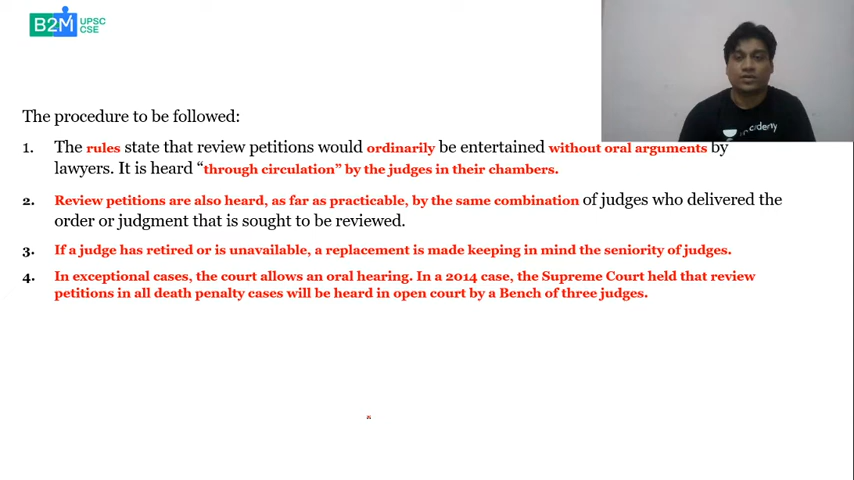 B2M UPSC
CSE
cademy
The procedure to be followed:
1. The rules state that review petitions would ordinarily be entertained without oral arguments by
lawyers. It is heard “through circulation” by the judges in their chambers.
2. Review petitions are also heard, as far as practicable, by the same combination of judges who delivered the
order or judgment that is sought to be reviewed.
3. If a judge has retired or is unavailable, a replacement is made keeping in mind the seniority of judges.
4. In exceptional cases, the court allows an oral hearing. In a 2014 case, the Supreme Court held that review
petitions in all death penalty cases will be heard in open court by a Bench of three judges.